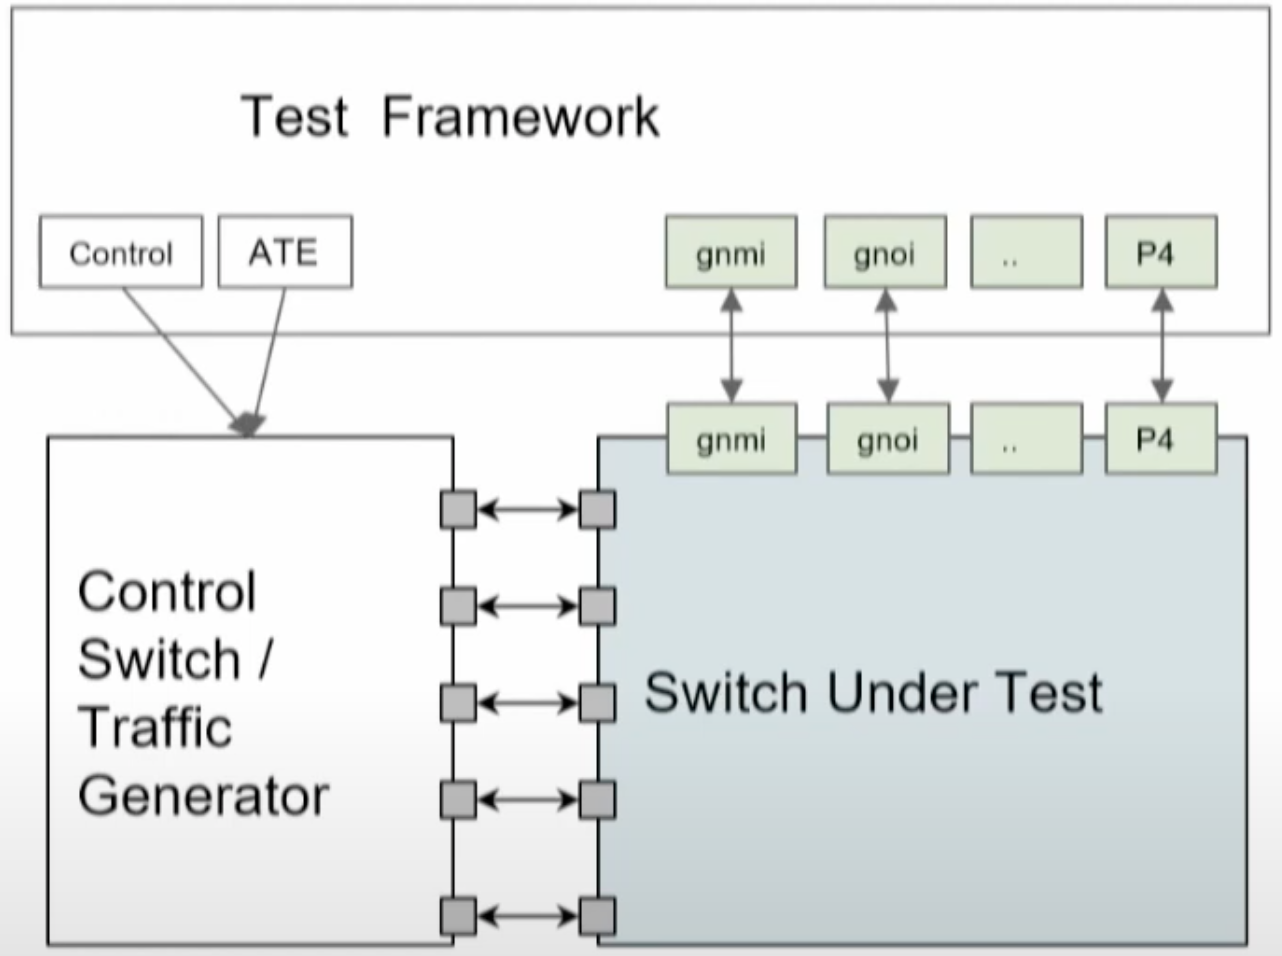 Test Framework
Control ATE gnmi gnoi .. P4
gnmi gnoi .. P4
Control
Switch /
Traffic
Generator
Switch Under Test